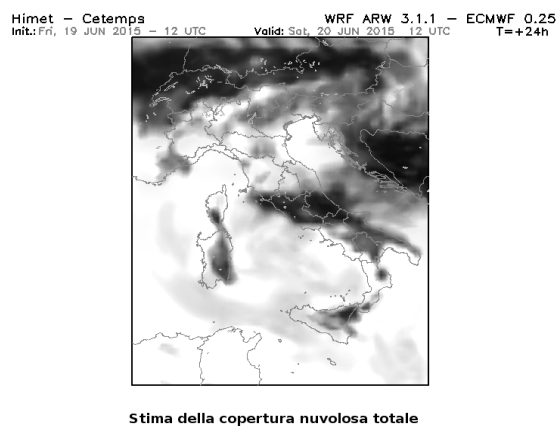 Himet – Cetemps WRF ARW 3.1.1 – ECMWF 0.25
Init.: Fri, 19 JUN 2015 – 12 UTC Valid: Sat, 20 JUN 2015 12 UTC T=+24h
Stima della copertura nuvolosa totale